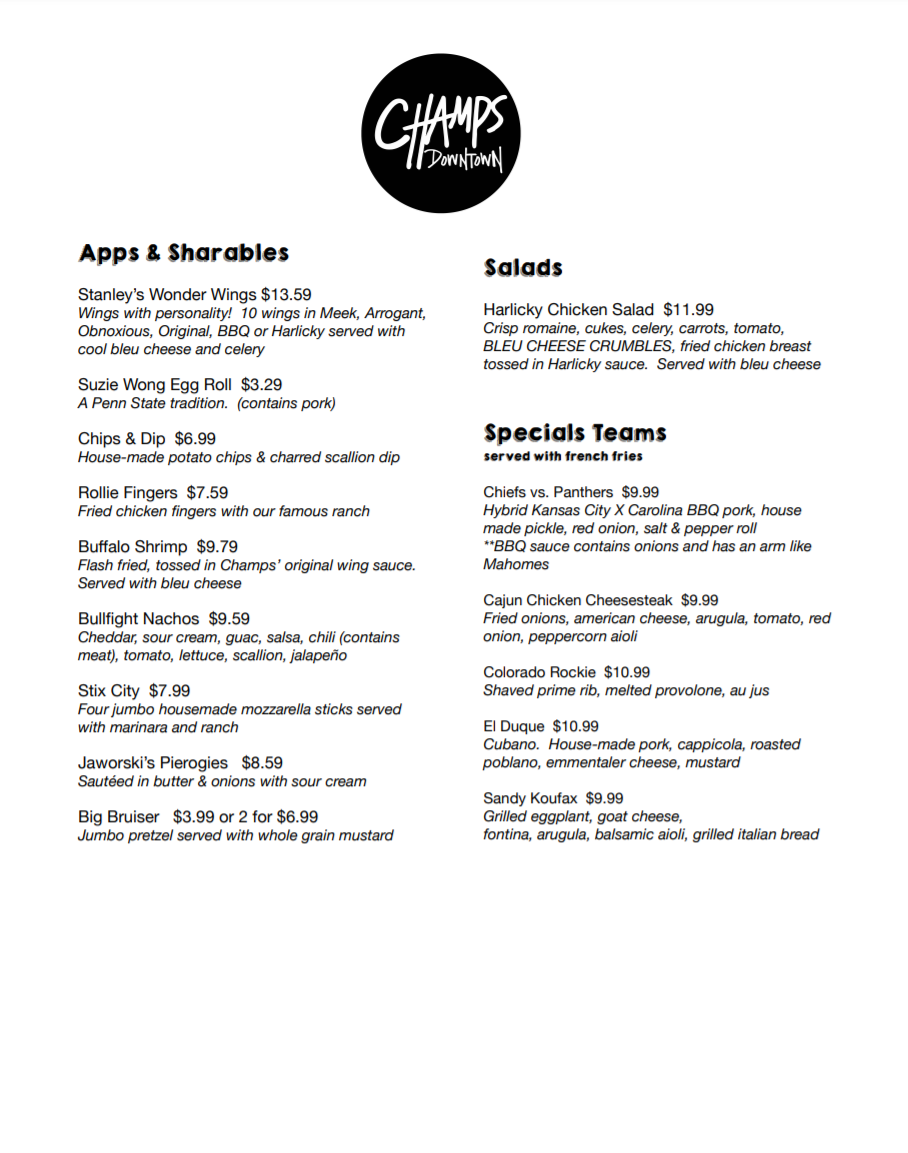 CHAMPS
DOWNTOWN
Apps & Sharables
Stanley's Wonder Wings $13.59
Wings with personality!  10 wings in Meek, Arrogant,
Obnoxious, Original, BBQ or Harlicky served with
cool bleu cheese and celery
Suzie Wong Egg Roll  $3.29
A Penn State tradition.  (contains pork)
Chips & Dip  $6.99
House-made potato chips & charred scallion dip
Rollie Fingers  $7.59
Fried chicken fingers with our famous ranch
Buffalo Shrimp  $9.79
Flash fried, tossed in Champs' original wing sauce.
Served with bleu cheese
Bullfight Nachos  $9.59
Cheddar, sour cream, guac, salsa, chili (contains
meat), tomato, lettuce, scallion, jalapeño
Stix City  $7.99
Four jumbo housemade mozzarella sticks served
with marinara and ranch
Jaworski's Pierogies   $8.59
Sautéed in butter & onions with sour cream
Big Bruiser   $3.99 or 2 for $6.99
Jumbo pretzel served with whole grain mustard
Salads
Harlicky Chicken Salad  $11.99
Crisp romaine, cukes, celery, carrots, tomato,
BLEU CHEESE CRUMBLES, fried chicken breast
tossed in Harlicky sauce.  Served with bleu cheese
Specials Teams
served with french fries
Chiefs vs. Panthers  $9.99
Hybrid Kansas City X Carolina BBQ pork, house
made pickle, red onion, salt & pepper roll
**BBQ sauce contains onions and has an arm like
Mahomes
Cajun Chicken Cheesesteak  $9.99
Fried onions, american cheese, arugula, tomato, red
onion, peppercorn aioli
Colorado Rockie  $10.99
Shaved prime rib, melted provolone, au jus
El Duque  $10.99
Cubano.  House-made pork, cappicola, roasted
poblano, emmentaler cheese, mustard
Sandy Koufax  $9.99
Grilled eggplant, goat cheese,
fontina, arugula, balsamic aioli, grilled italian bread